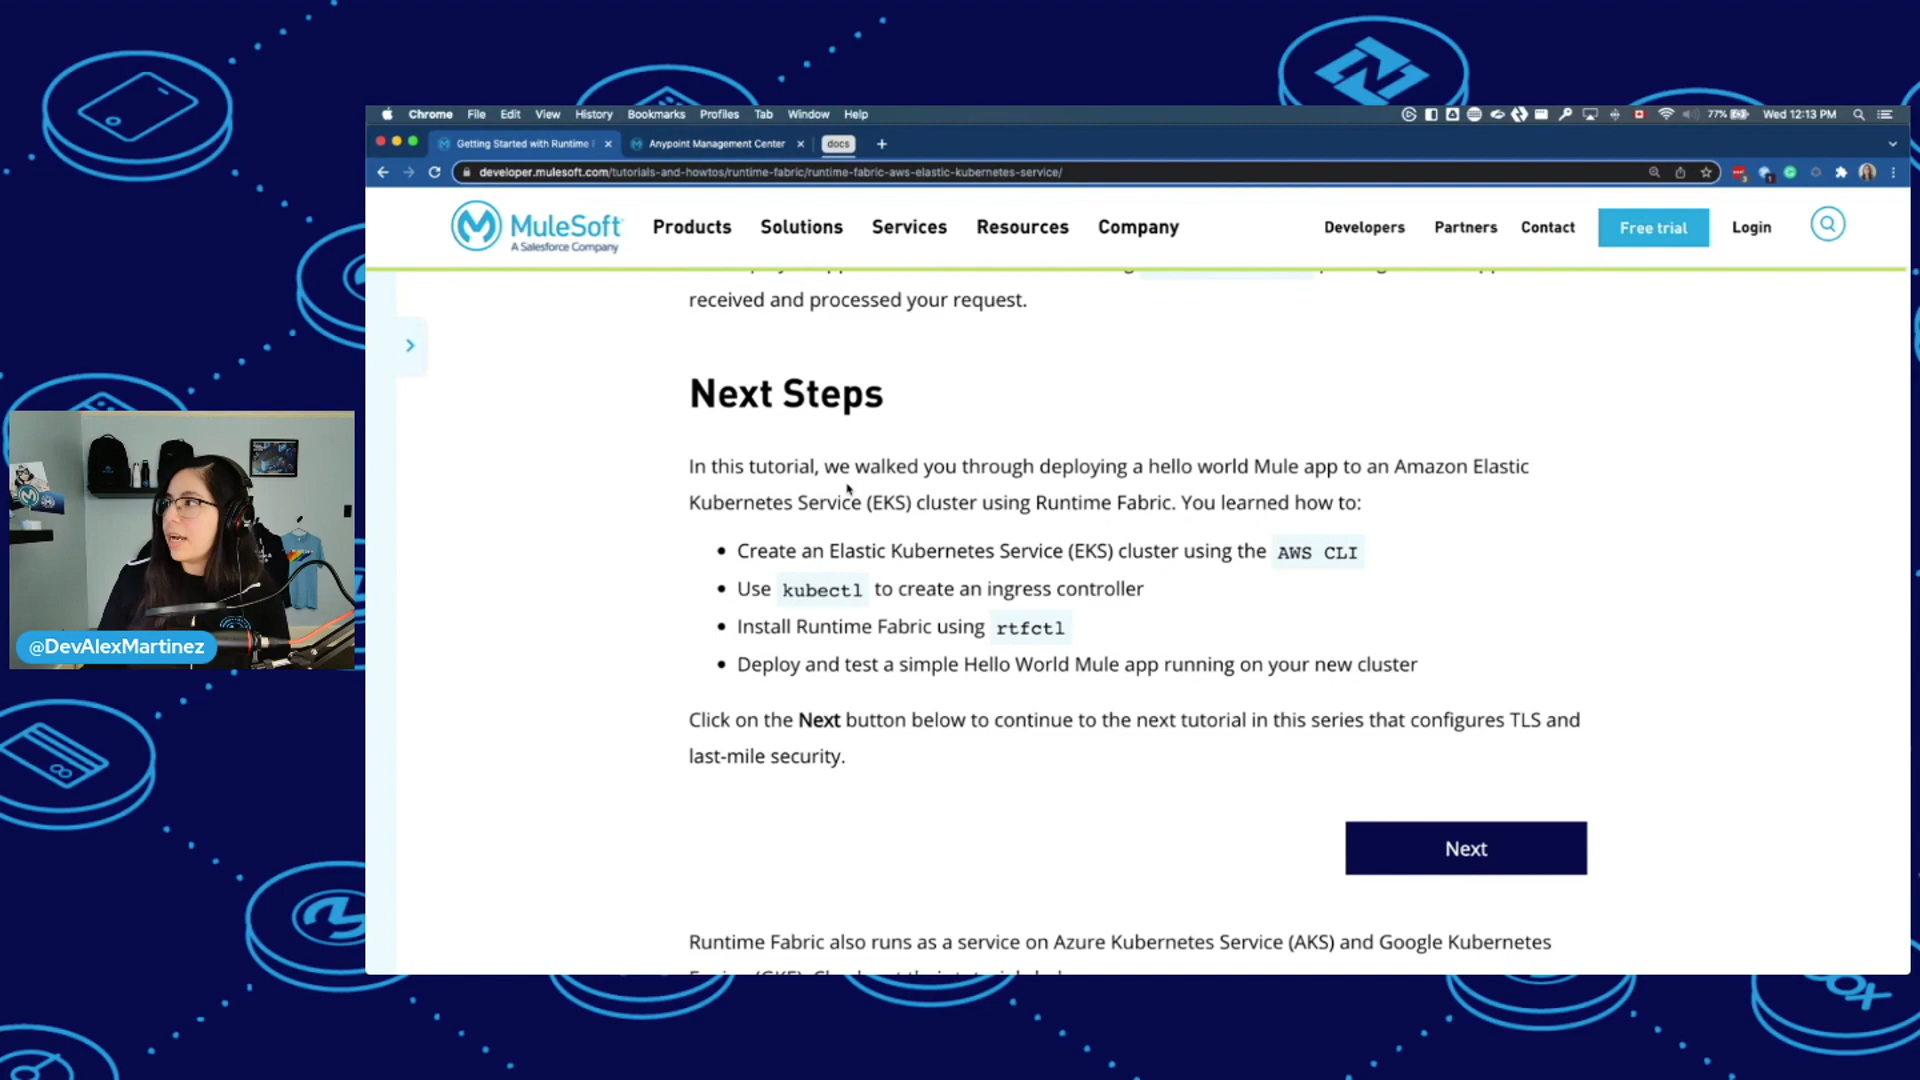 Chrome File Edit View History Bookmarks Profiles Tab Window Help 77% Wed 12:13 PM
Getting Started with Runtime Anypoint Management Center docs
developer.mulesoft.com/tutorials-and-howtos/runtime-fabric/runtime-fabric-aws-elastic-kubernetes-service/
MuleSoft Products Solutions Services Resources Company Developers Partners Contact Free trial Login
A Salesforce Company
received and processed your request.
Next Steps
In this tutorial, we walked you through deploying a hello world Mule app to an Amazon Elastic
Kubernetes Service (EKS) cluster using Runtime Fabric. You learned how to:
• Create an Elastic Kubernetes Service (EKS) cluster using the AWS CLI
• Use kubectl to create an ingress controller
• Install Runtime Fabric using rtfctl
• Deploy and test a simple Hello World Mule app running on your new cluster
@DevAlexMartinez
Click on the Next button below to continue to the next tutorial in this series that configures TLS and
last-mile security.
Next
Runtime Fabric also runs as a service on Azure Kubernetes Service (AKS) and Google Kubernetes